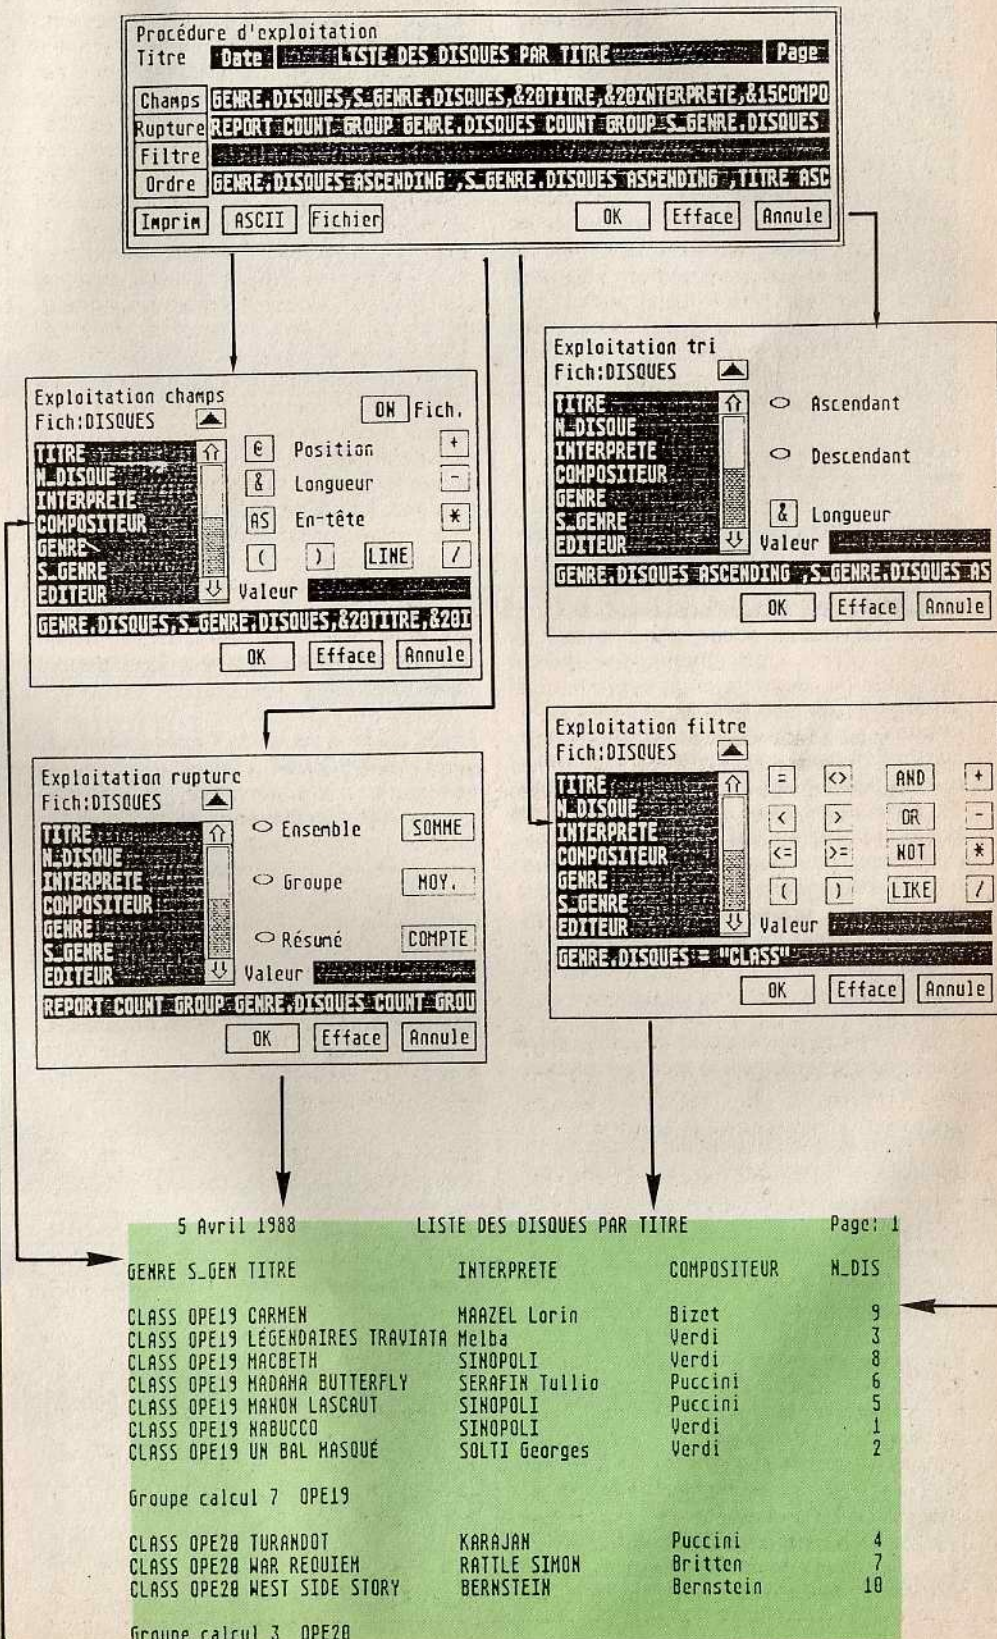 Procédure d'exploitation
Titre Date LISTE DES DISQUES PAR TITRE Page
Champs GENRE.DISQUES,S_GENRE.DISQUES,&20TITRE,&20INTERPRETE,&15COMPO
Rupture REPORT COUNT GROUP GENRE.DISQUES COUNT GROUP S_GENRE.DISQUES
Filtre
Ordre GENRE.DISQUES ASCENDING ,S_GENRE.DISQUES ASCENDING ,TITRE ASC
Imprim ASCII Fichier OK Efface Annule
Exploitation champs
Fich:DISQUES ON Fich.
TITRE
N_DISQUE
INTERPRETE
COMPOSITEUR
GENRE
S_GENRE
EDITEUR
@ Position +
& Longueur -
AS En-tête *
( ) LINE /
Valeur
GENRE.DISQUES,S_GENRE.DISQUES,&20TITRE,&20I
OK Efface Annule
Exploitation tri
Fich:DISQUES
TITRE
N_DISQUE
INTERPRETE
COMPOSITEUR
GENRE
S_GENRE
EDITEUR
Ascendant
Descendant
& Longueur
Valeur
GENRE.DISQUES ASCENDING ,S_GENRE.DISQUES AS
OK Efface Annule
Exploitation rupture
Fich:DISQUES
TITRE
N_DISQUE
INTERPRETE
COMPOSITEUR
GENRE
S_GENRE
EDITEUR
Ensemble SOMME
Groupe MOY.
Résumé COMPTE
Valeur
REPORT COUNT GROUP GENRE.DISQUES COUNT GROU
OK Efface Annule
Exploitation filtre
Fich:DISQUES
TITRE
N_DISQUE
INTERPRETE
COMPOSITEUR
GENRE
S_GENRE
EDITEUR
= <> AND +
< > OR -
<= >= NOT *
( ) LIKE /
Valeur
GENRE.DISQUES = "CLASS"
OK Efface Annule
5 Avril 1988 LISTE DES DISQUES PAR TITRE Page: 1
GENRE S_GEN TITRE INTERPRETE COMPOSITEUR N_DIS
CLASS OPE19 CARMEN MAAZEL Lorin Bizet 9
CLASS OPE19 LÉGENDAIRES TRAVIATA Melba Verdi 3
CLASS OPE19 MACBETH SINOPOLI Verdi 8
CLASS OPE19 MADAMA BUTTERFLY SERAFIN Tullio Puccini 6
CLASS OPE19 MANON LASCAUT SINOPOLI Puccini 5
CLASS OPE19 NABUCCO SINOPOLI Verdi 1
CLASS OPE19 UN BAL MASQUÉ SOLTI Georges Verdi 2
Groupe calcul 7 OPE19
CLASS OPE20 TURANDOT KARAJAN Puccini 4
CLASS OPE20 WAR REQUIEM RATTLE SIMON Britten 7
CLASS OPE20 WEST SIDE STORY BERNSTEIN Bernstein 10
Groupe calcul 3 OPE20